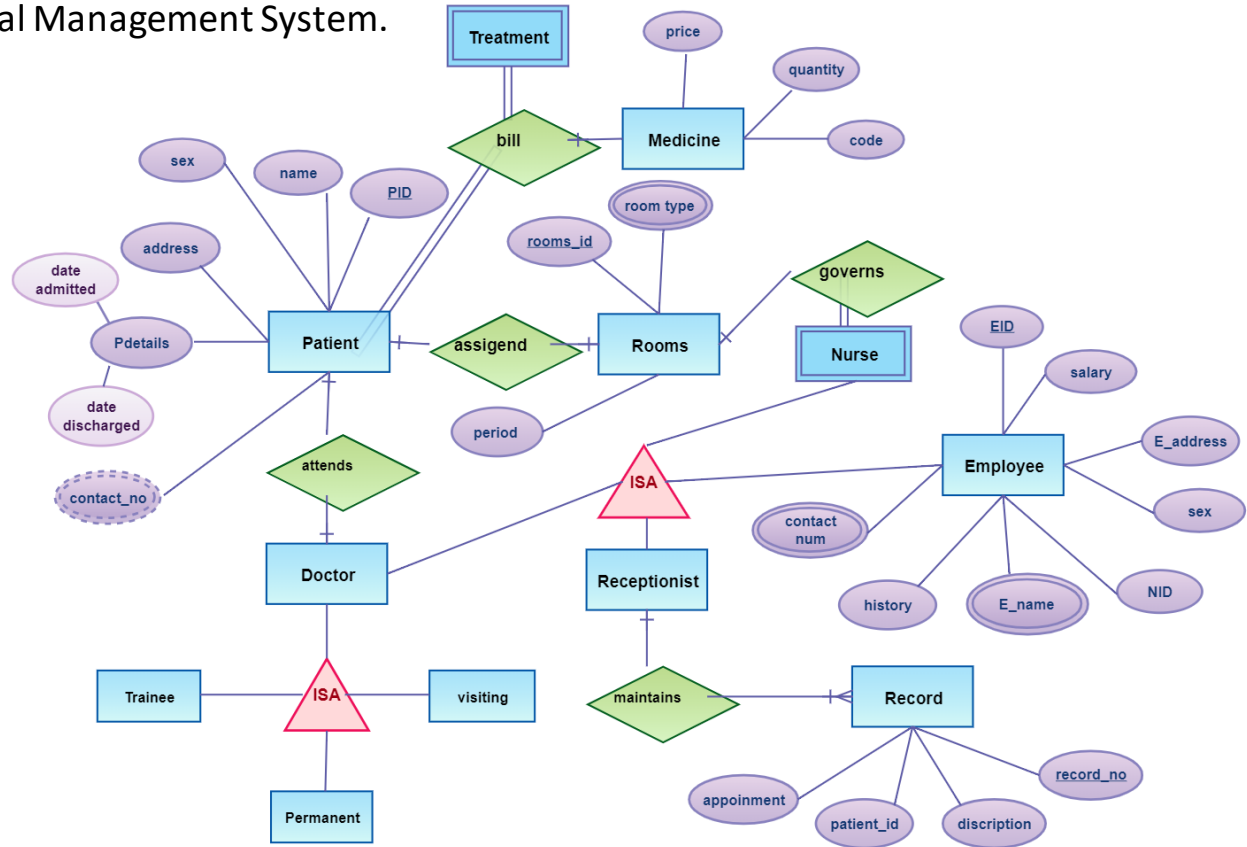 al Management System.
Treatment
price
quantity
bill
Medicine
code
sex
name
PID
room type
address
rooms_id
date
admitted
governs
Pdetails
Patient
assigend
Rooms
Nurse
EID
salary
date
discharged
period
E_address
attends
Employee
ISA
contact_no
sex
contact
num
Doctor
Receptionist
history
E_name
NID
Trainee
ISA
visiting
maintains
Record
record_no
appoinment
patient_id
discription
Permanent